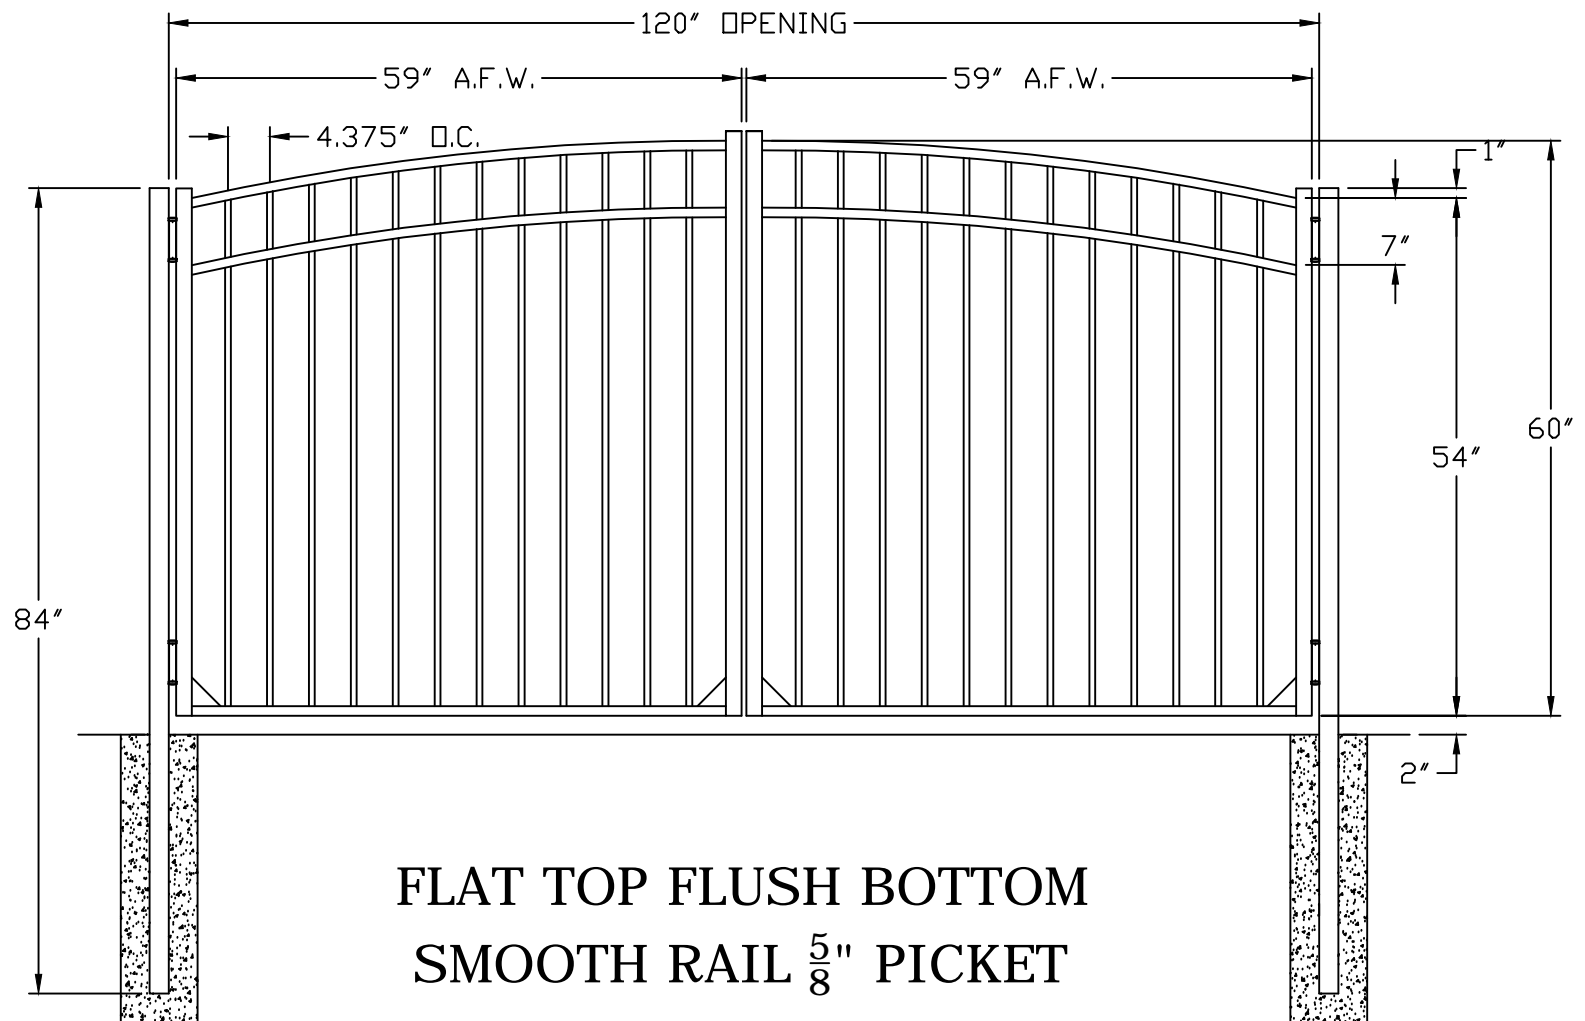 120" OPENING
59" A.F.W.
59" A.F.W.
4.375" O.C.
1"
7"
60"
54"
84"
2"
FLAT TOP FLUSH BOTTOM
SMOOTH RAIL 5/8" PICKET